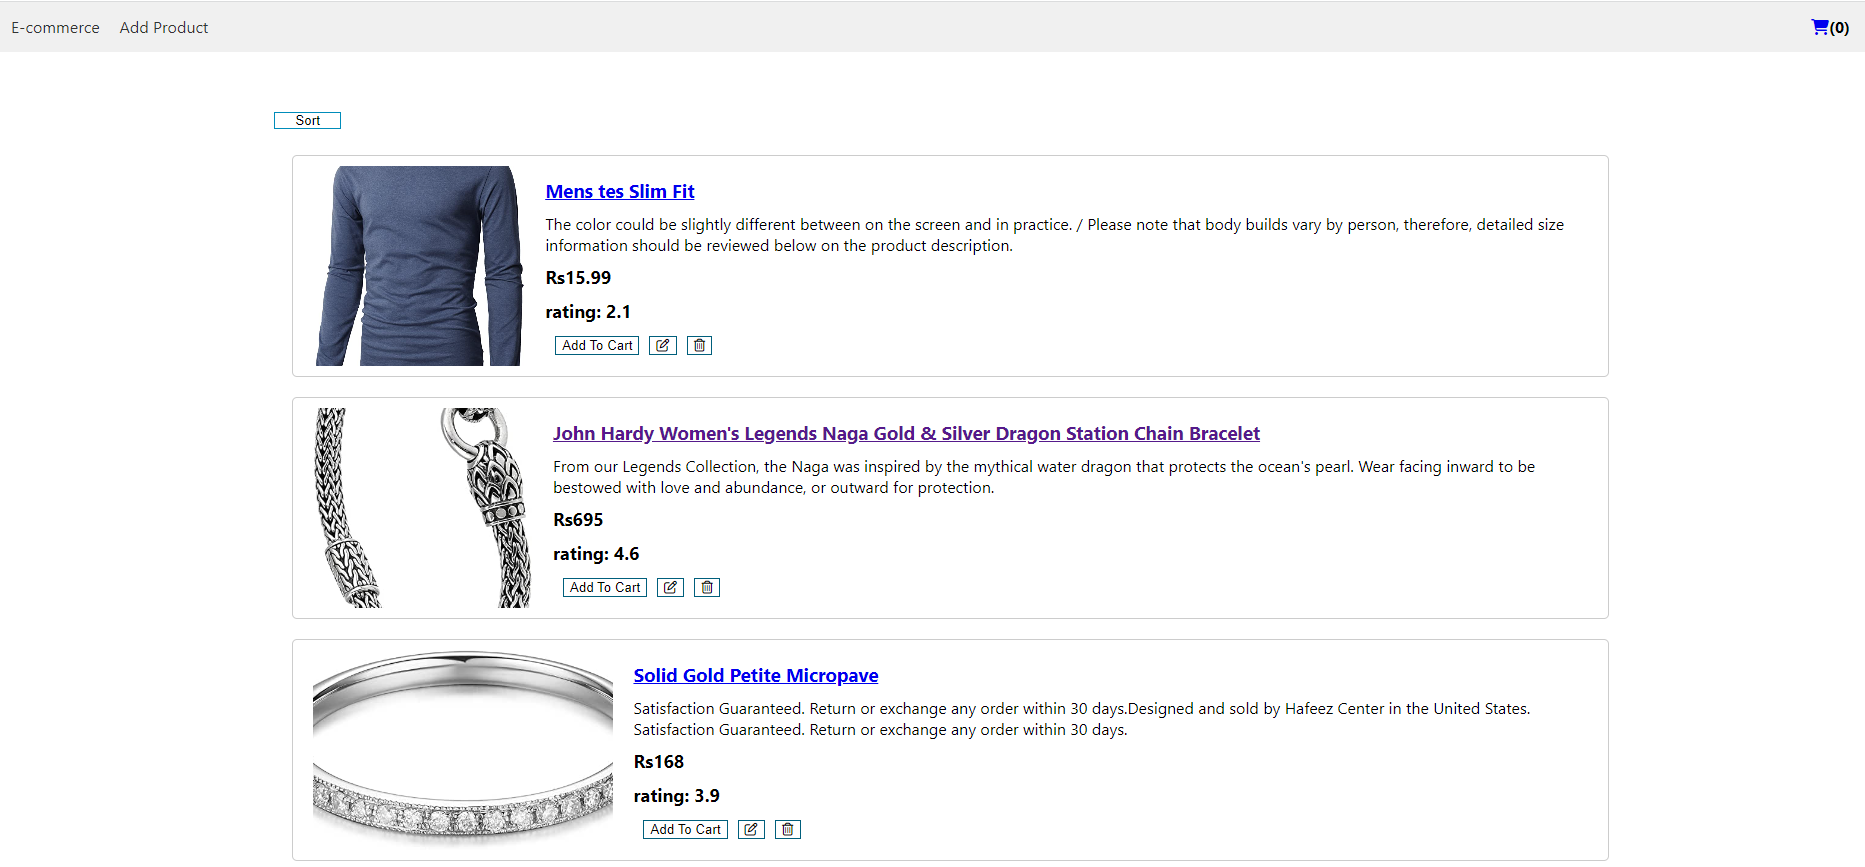 E-commerce Add Product (0)
Sort
Mens tes Slim Fit
The color could be slightly different between on the screen and in practice. / Please note that body builds vary by person, therefore, detailed size
information should be reviewed below on the product description.
Rs15.99
rating: 2.1
Add To Cart
John Hardy Women's Legends Naga Gold & Silver Dragon Station Chain Bracelet
From our Legends Collection, the Naga was inspired by the mythical water dragon that protects the ocean's pearl. Wear facing inward to be
bestowed with love and abundance, or outward for protection.
Rs695
rating: 4.6
Add To Cart
Solid Gold Petite Micropave
Satisfaction Guaranteed. Return or exchange any order within 30 days.Designed and sold by Hafeez Center in the United States.
Satisfaction Guaranteed. Return or exchange any order within 30 days.
Rs168
rating: 3.9
Add To Cart